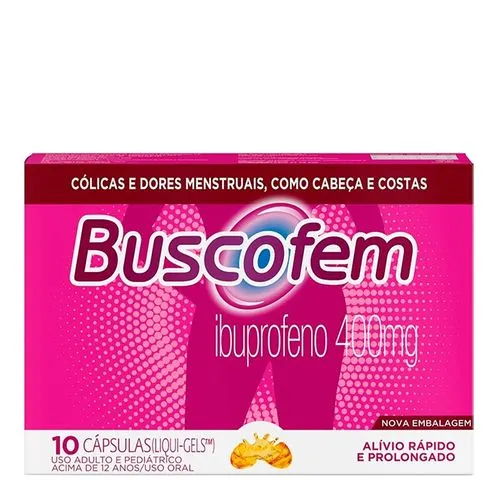 CÓLICAS E DORES MENSTRUAIS, COMO CABEÇA E COSTAS
Buscofem
ibuprofeno 400mg
NOVA EMBALAGEM
10 CÁPSULAS(LIQUI-GELS™)
USO ADULTO E PEDIÁTRICO
ACIMA DE 12 ANOS/USO ORAL
ALÍVIO RÁPIDO
E PROLONGADO